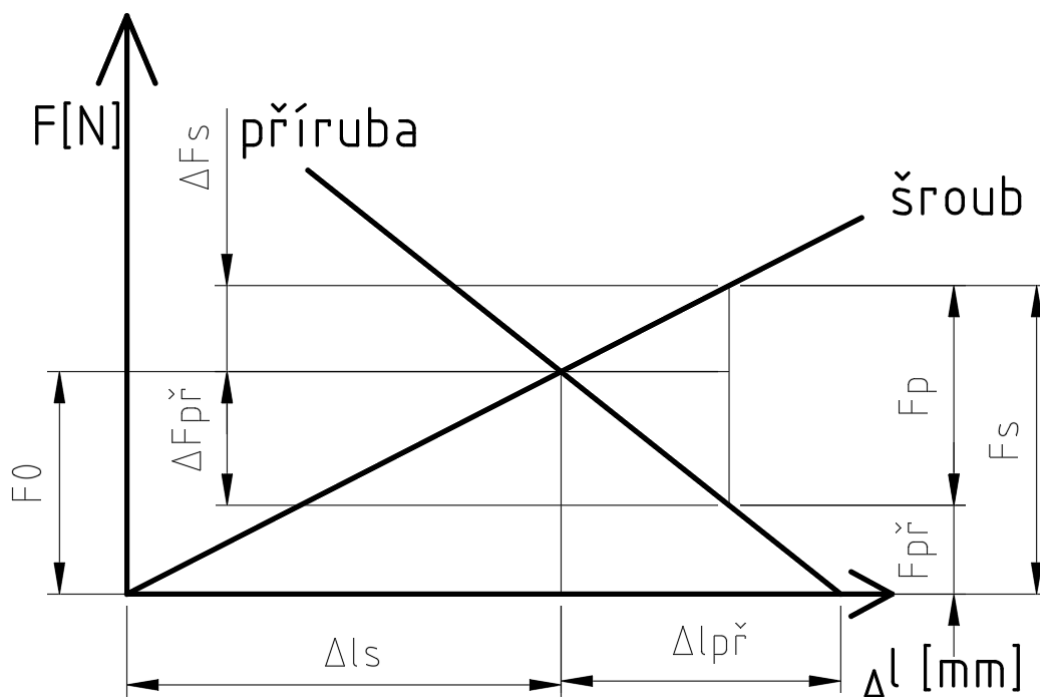 F[N]
ΔFs
příruba
šroub
F0
ΔFpř
Fp
Fs
Fpř
Δls
Δlpř
Δl [mm]